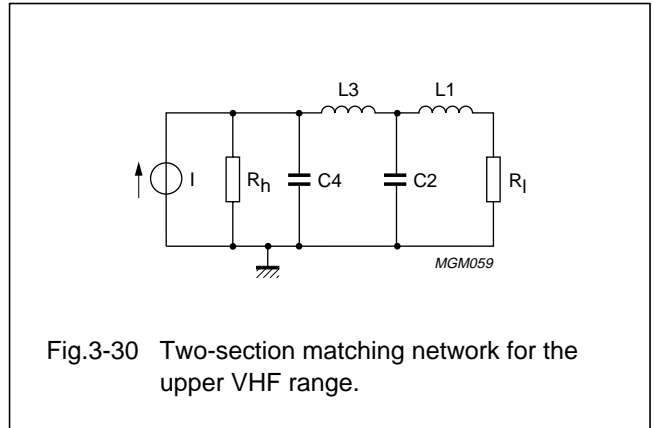 L3 L1
I Rh C4 C2 Rl
MGM059
Fig.3-30 Two-section matching network for the
upper VHF range.